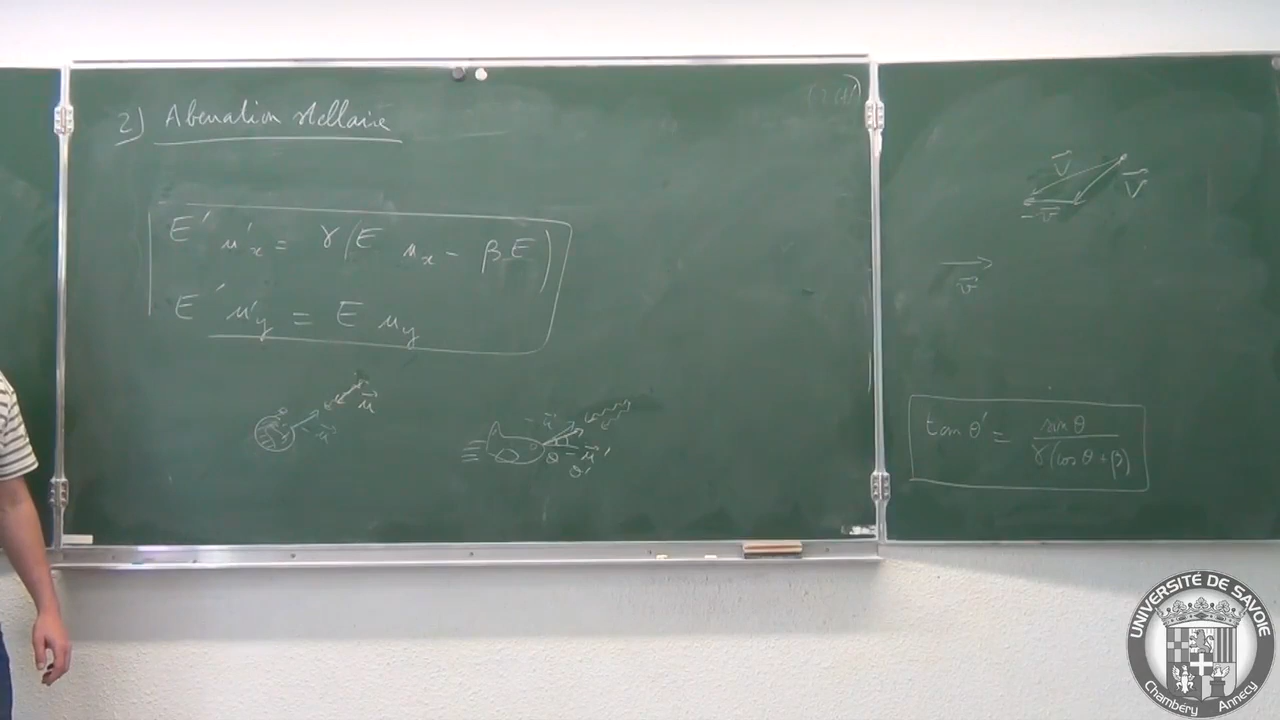 2) Aberration stellaire
E' u'x = γ(E ux - βE)
E' u'y = E uy
u⃗
-u⃗
-u⃗
θ
-u⃗'
θ'
V⃗
V⃗
-v⃗
v⃗
tan θ' = sin θ / γ(cos θ + β)
UNIVERSITÉ DE SAVOIE
Chambéry Annecy